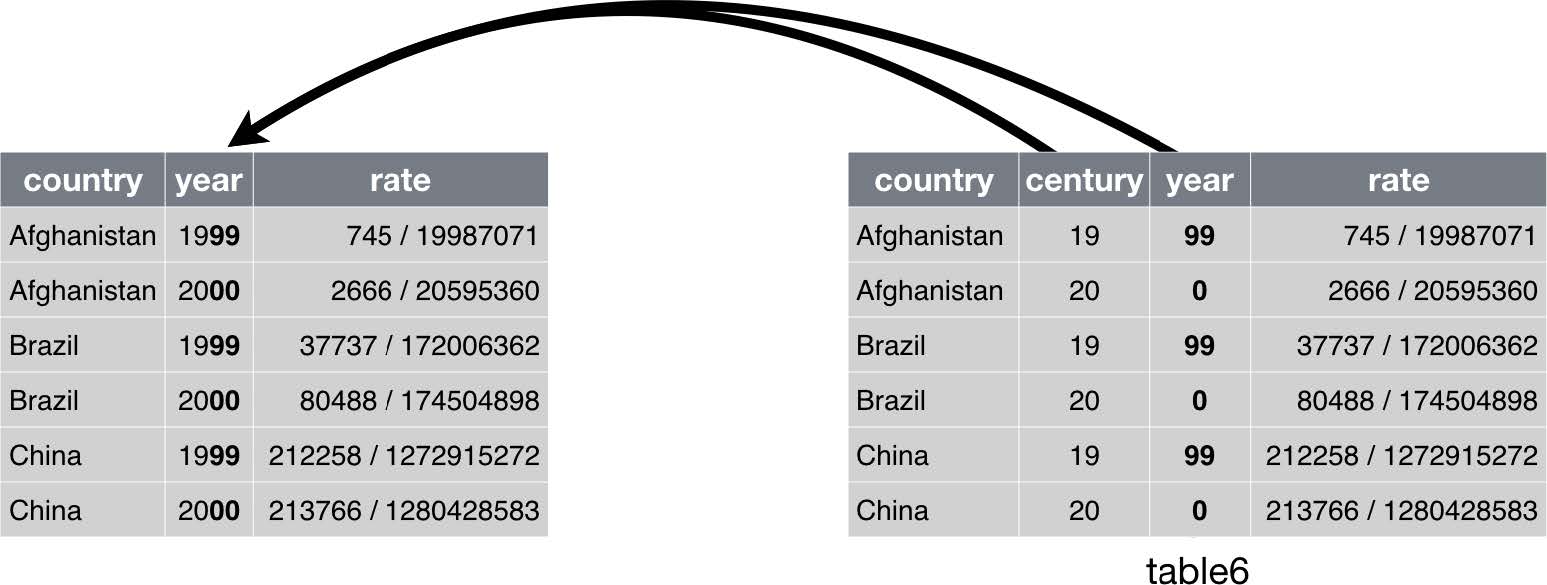 country year rate
Afghanistan 1999 745 / 19987071
Afghanistan 2000 2666 / 20595360
Brazil 1999 37737 / 172006362
Brazil 2000 80488 / 174504898
China 1999 212258 / 1272915272
China 2000 213766 / 1280428583
country century year rate
Afghanistan 19 99 745 / 19987071
Afghanistan 20 0 2666 / 20595360
Brazil 19 99 37737 / 172006362
Brazil 20 0 80488 / 174504898
China 19 99 212258 / 1272915272
China 20 0 213766 / 1280428583
table6